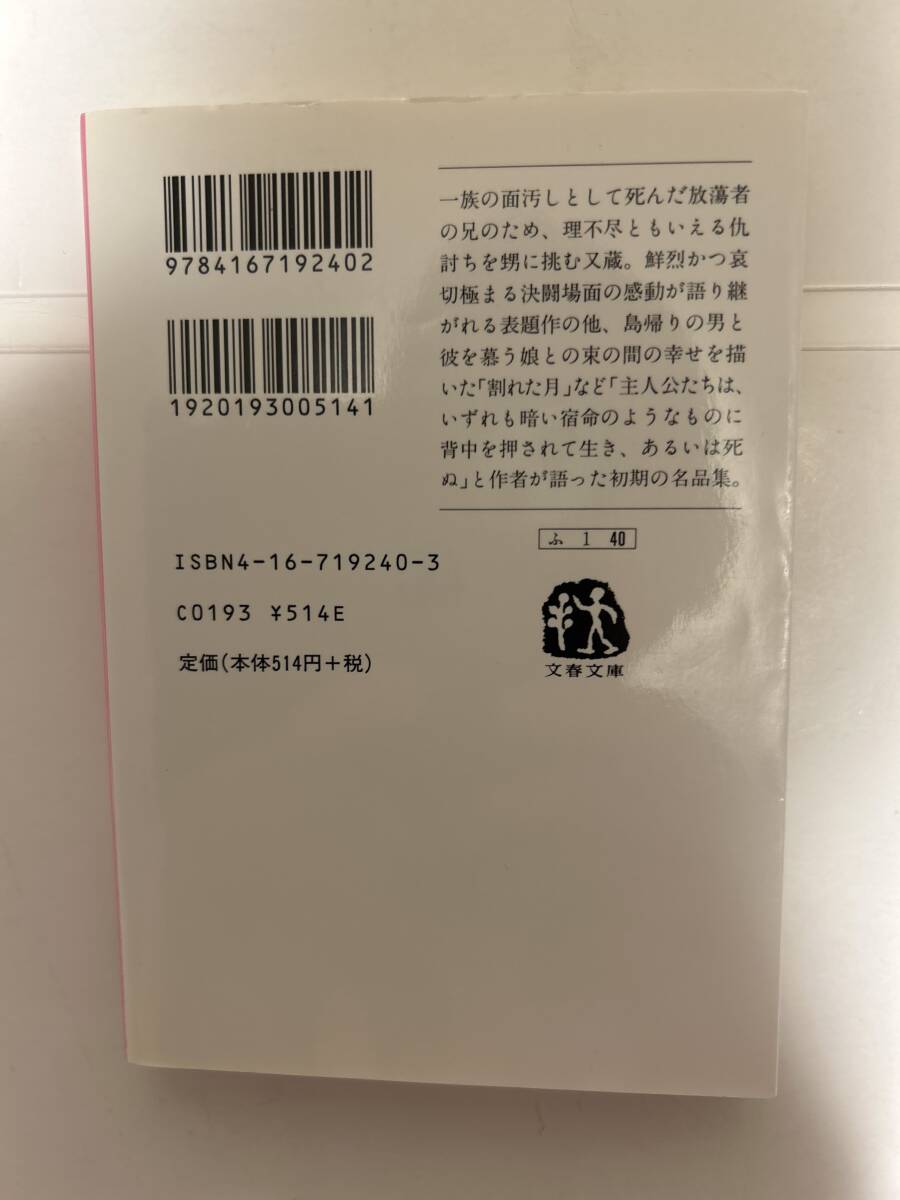 9784167192402
1920193005141
一族の面汚しとして死んだ放蕩者
の兄のため、理不尽ともいえる仇
討ちを甥に挑む又蔵。鮮烈かつ哀
切極まる決闘場面の感動が語り継
がれる表題作の他、島帰りの男と
彼を慕う娘との束の間の幸せを描
いた「割れた月」など「主人公たちは、
いずれも暗い宿命のようなものに
背中を押されて生き、あるいは死
ぬ」と作者が語った初期の名品集。
ふ 1 40
ISBN4-16-719240-3
C0193 ¥514E
定価(本体514円+税)
文春文庫